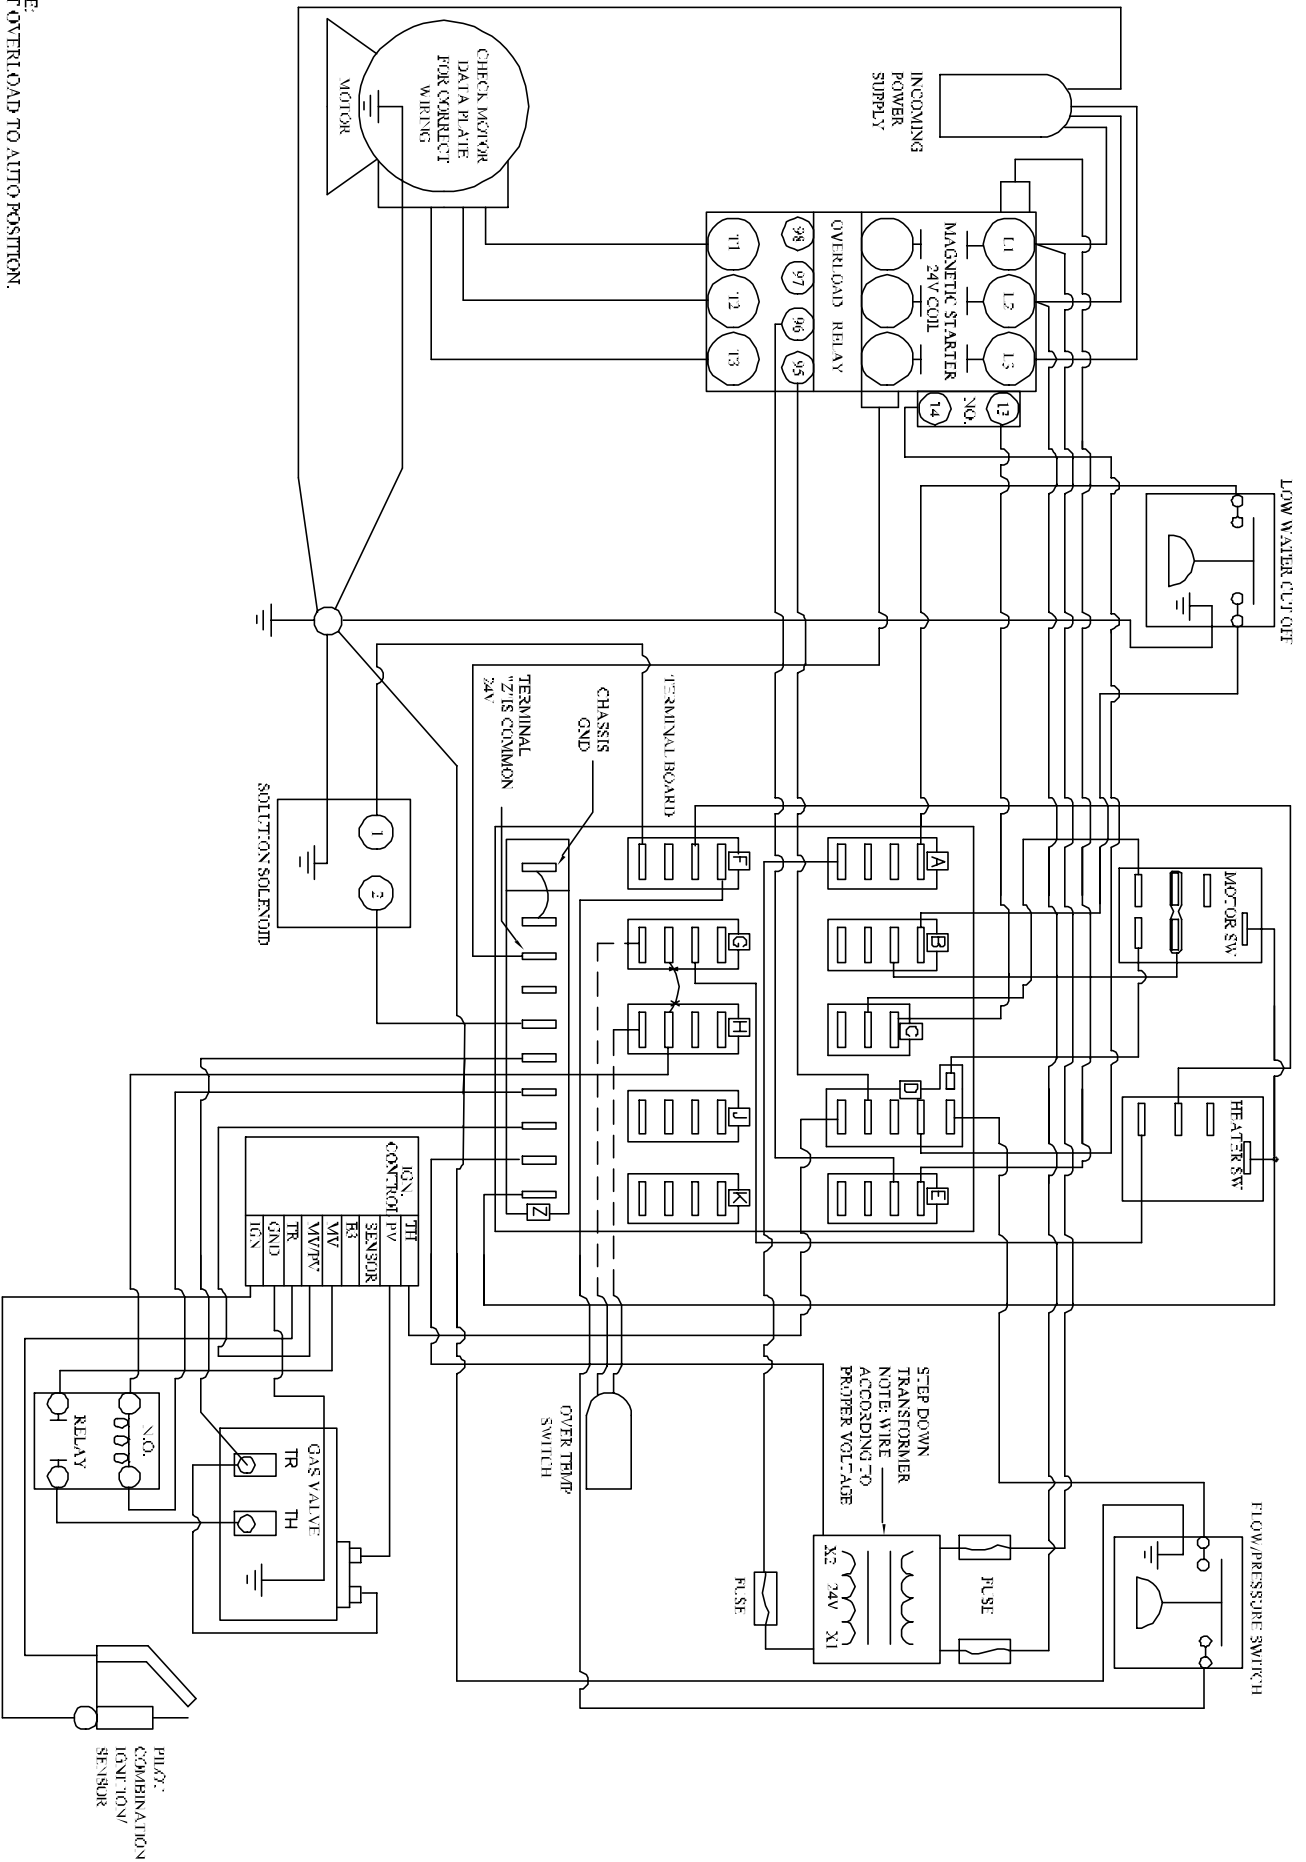 E:
T OVERLOAD TO AUTO POSITION.
INCOMING
POWER
SUPPLY
CHECK MOTOR
DATA PLATE
FOR CORRECT
WIRING
MOTOR
L1
L2
L3
MAGNETIC STARTER
24V COIL
OVERLOAD RELAY
98
97
96
95
T1
T2
T3
NO.
LOW WATER CUT OFF
MOTOR SW
HEATER SW
TERMINAL BOARD
CHASSIS
GND
TERMINAL
"Z" IS COMMON
24V
A
B
C
D
E
F
G
H
J
K
Z
SOLUTION SOLENOID
1
2
IGN.
CONTROL
TH
PV
SENSOR
MV
MV/PV
TR
GND
IGN
N.O.
RELAY
GAS VALVE
TR
TH
OVER TEMP
SWITCH
STEP DOWN
TRANSFORMER
NOTE: WIRE
ACCORDING TO
PROPER VOLTAGE
X2 24V X1
FUSE
FUSE
FLOW/PRESSURE SWITCH
PILOT
COMBINATION
IGNITION/
SENSOR